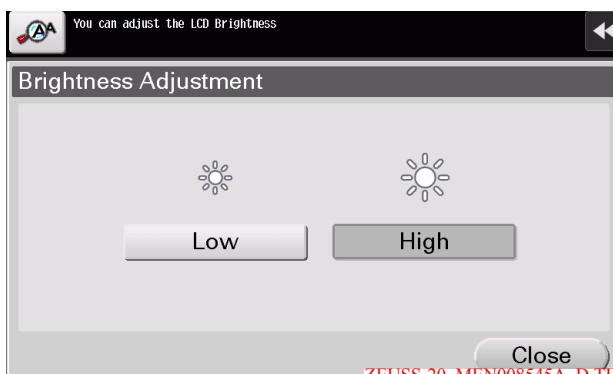 You can adjust the LCD Brightness
Brightness Adjustment
Low
High
Close